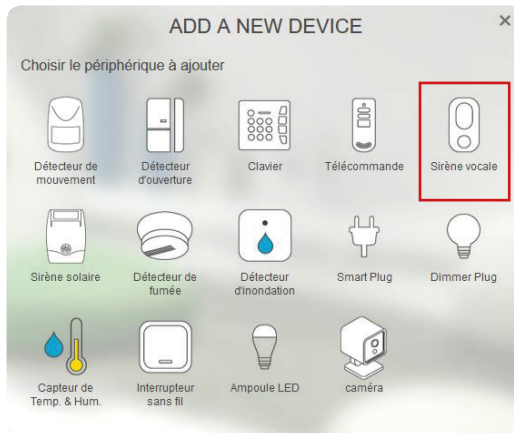 ADD A NEW DEVICE
×
Choisir le périphérique à ajouter
Détecteur de
mouvement
Détecteur
d'ouverture
Clavier
Télécommande
Sirène vocale
Sirène solaire
Détecteur de
fumée
Détecteur
d'inondation
Smart Plug
Dimmer Plug
Capteur de
Temp. & Hum.
Interrupteur
sans fil
Ampoule LED
caméra